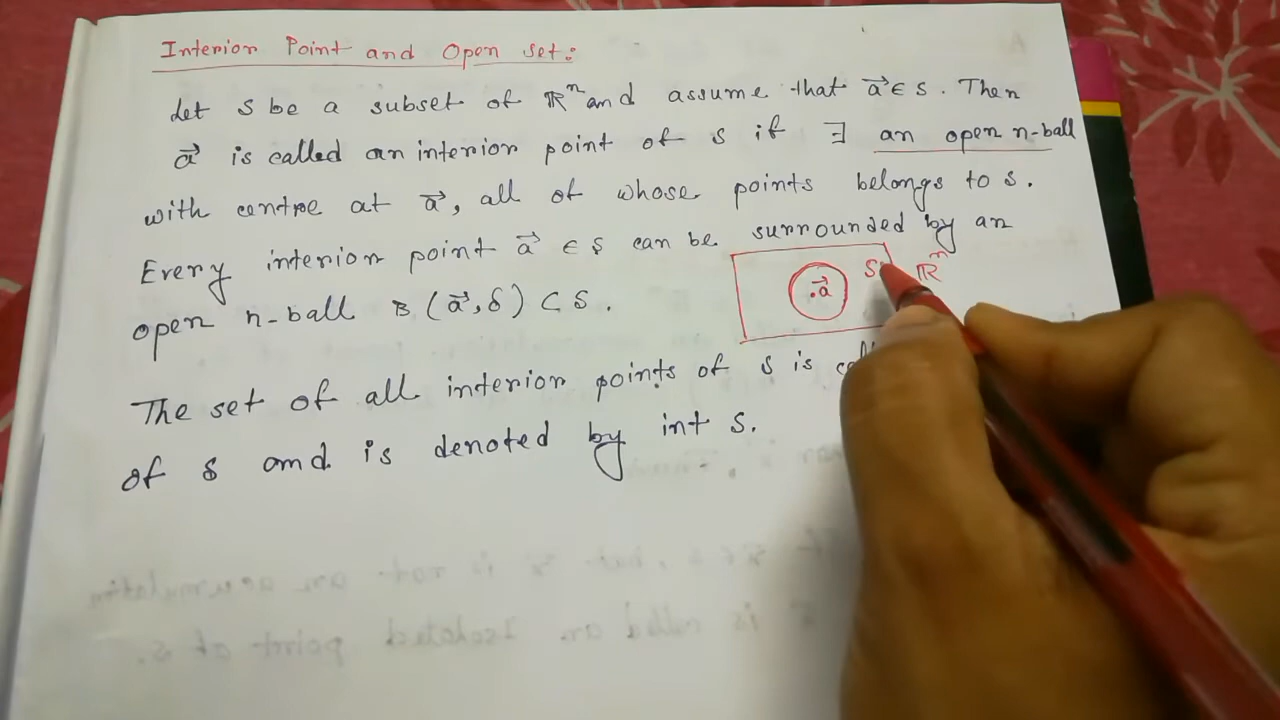 Interior Point and Open set:
Let S be a subset of ℝⁿ and assume that a⃗ ∈ S. Then
a⃗ is called an interior point of S if ∃ an open n-ball
with centre at a⃗, all of whose points belongs to S.
Every interior point a⃗ ∈ S can be surrounded by an
open n-ball B (a⃗, δ) ⊂ S.
.a⃗ S ℝⁿ
The set of all interior points of S is
of S and is denoted by int S.